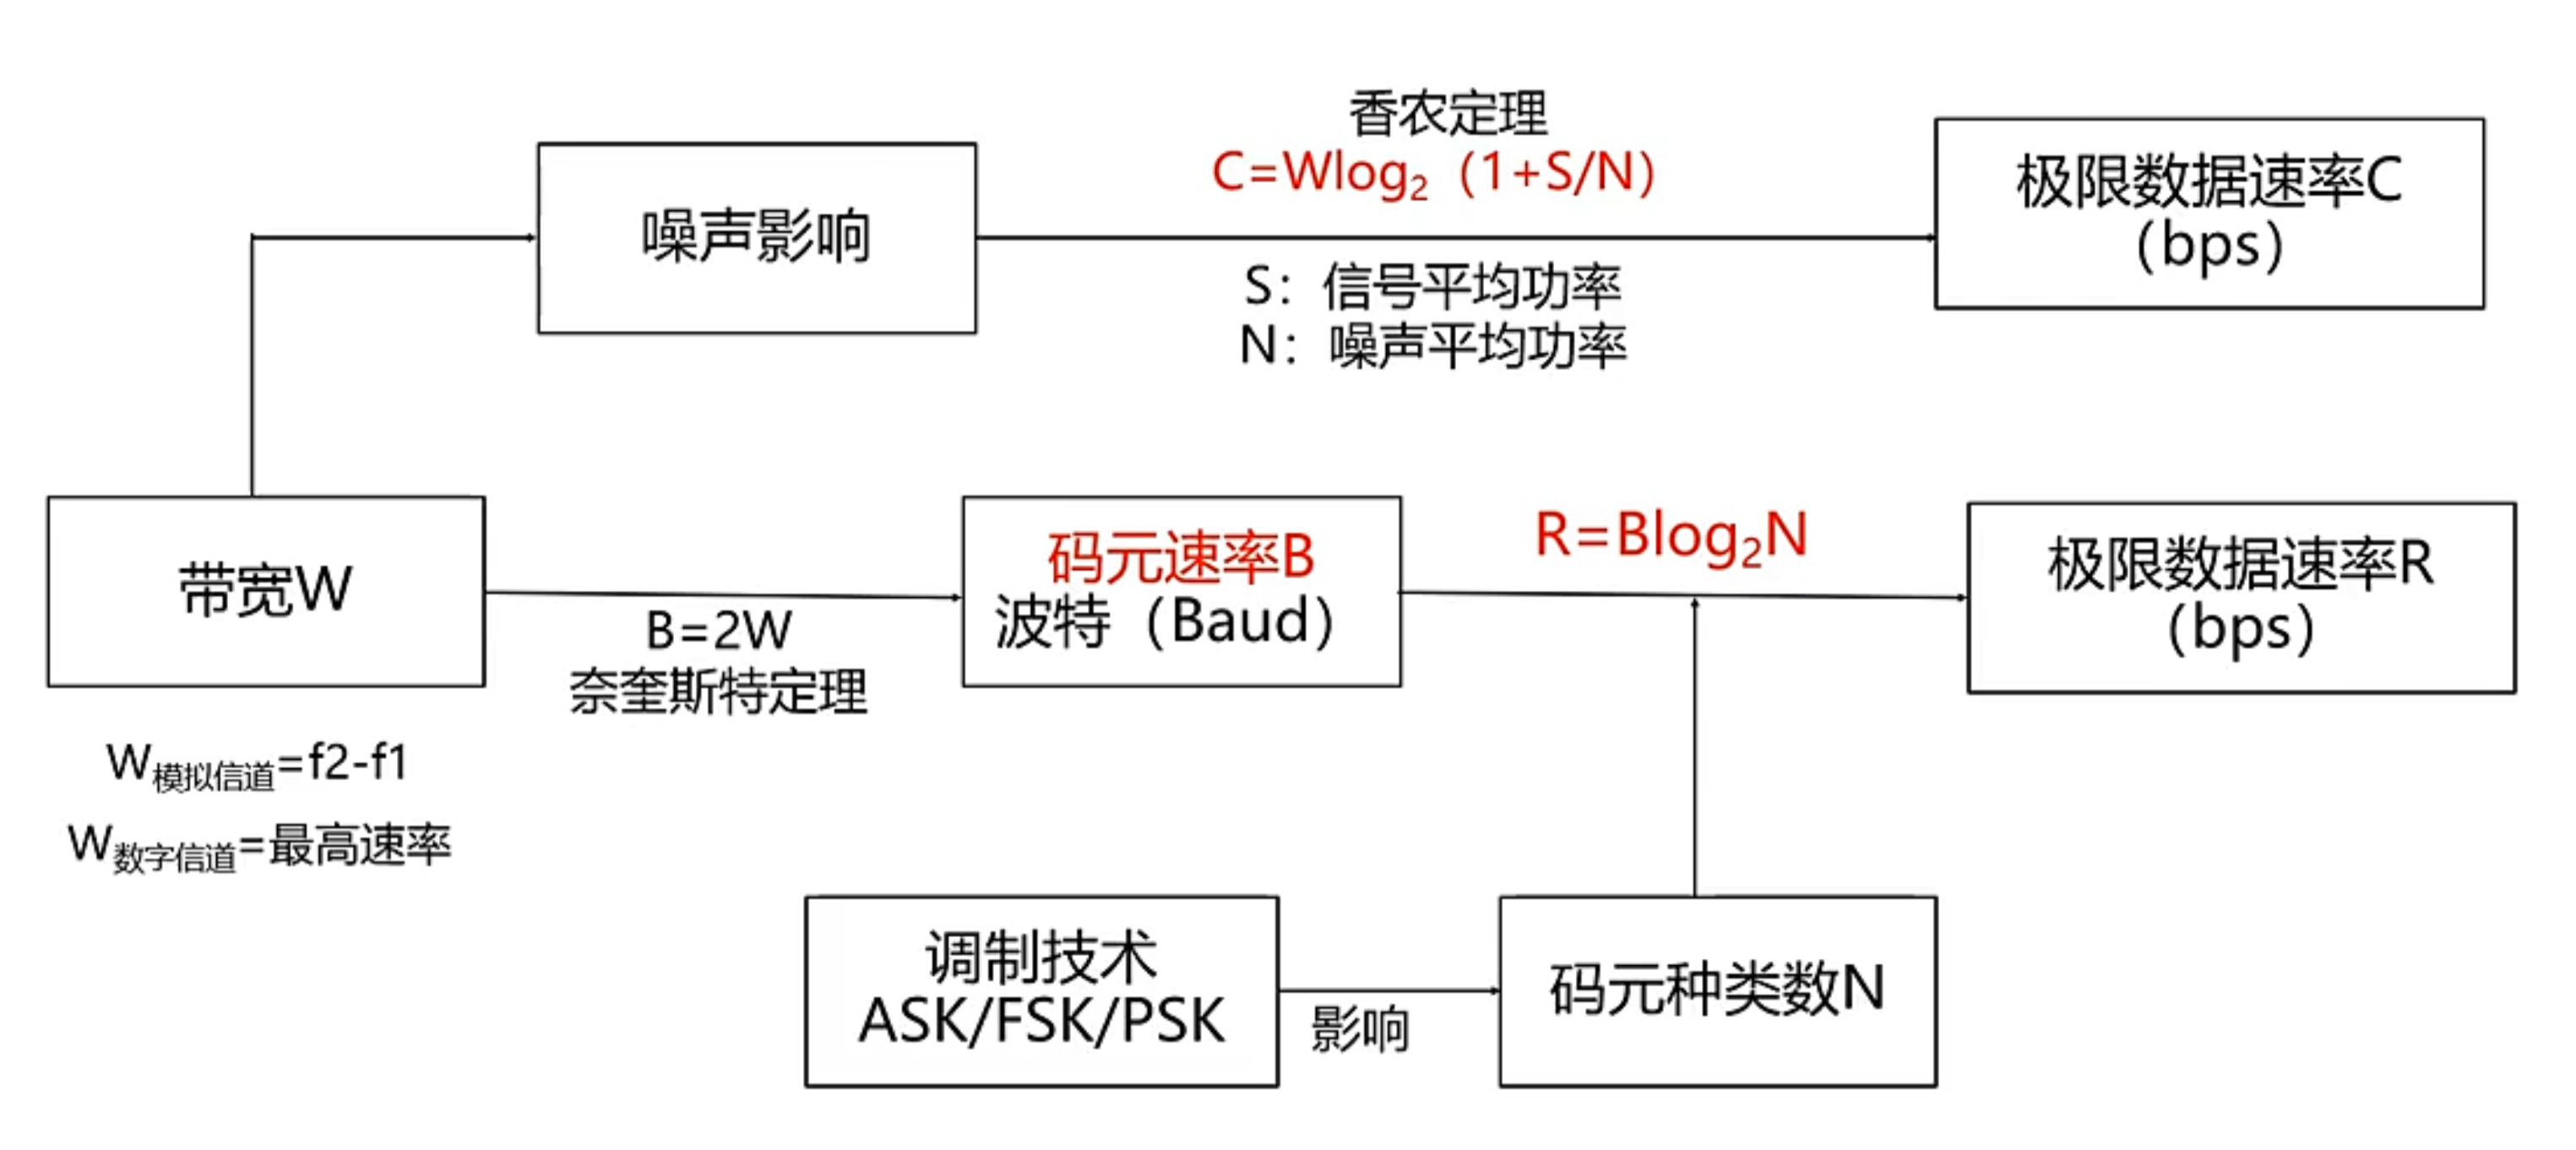 香农定理
C=Wlog₂（1+S/N）
噪声影响
极限数据速率C
（bps）
S：信号平均功率
N：噪声平均功率
带宽W
B=2W
奈奎斯特定理
码元速率B
波特（Baud）
R=Blog₂N
极限数据速率R
（bps）
W模拟信道=f2-f1
W数字信道=最高速率
调制技术
ASK/FSK/PSK
影响
码元种类数N